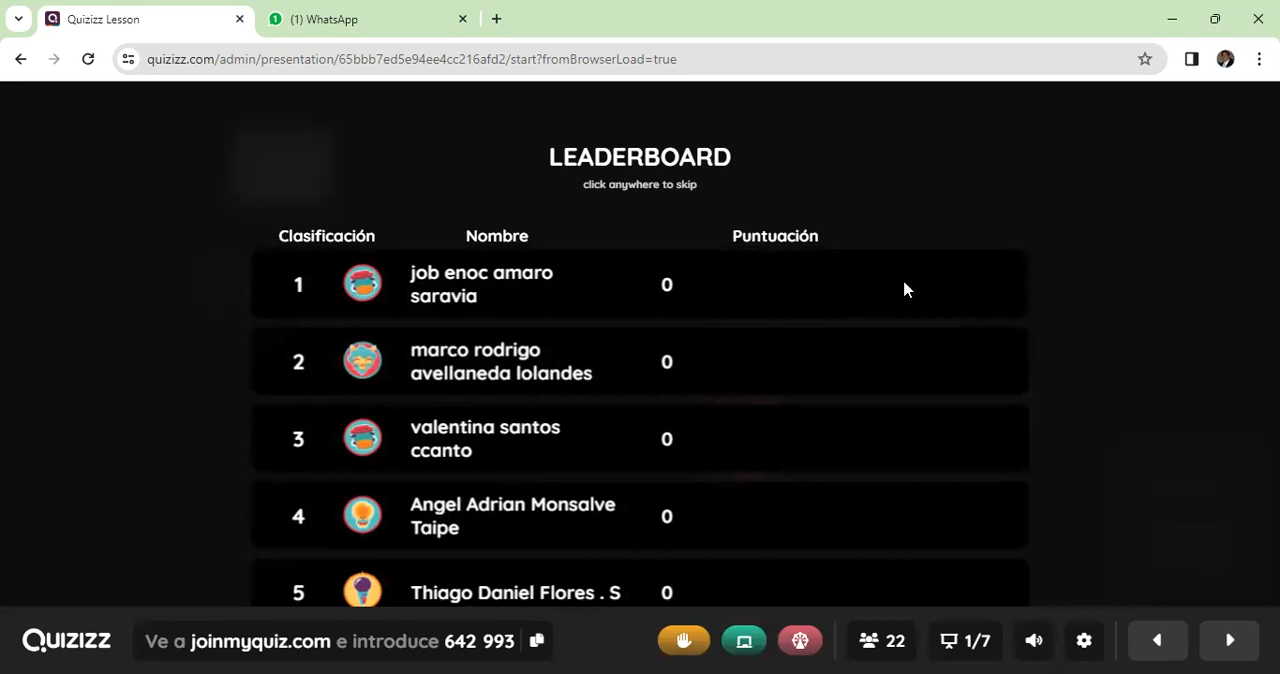 Quizizz Lesson
(1) WhatsApp
quizizz.com/admin/presentation/65bbb7ed5e94ee4cc216afd2/start?fromBrowserLoad=true
LEADERBOARD
click anywhere to skip
Clasificación Nombre Puntuación
1 job enoc amaro saravia 0
2 marco rodrigo avellaneda lolandes 0
3 valentina santos ccanto 0
4 Angel Adrian Monsalve Taipe 0
5 Thiago Daniel Flores . S 0
QUIZIZZ Ve a joinmyquiz.com e introduce 642 993 22 1/7